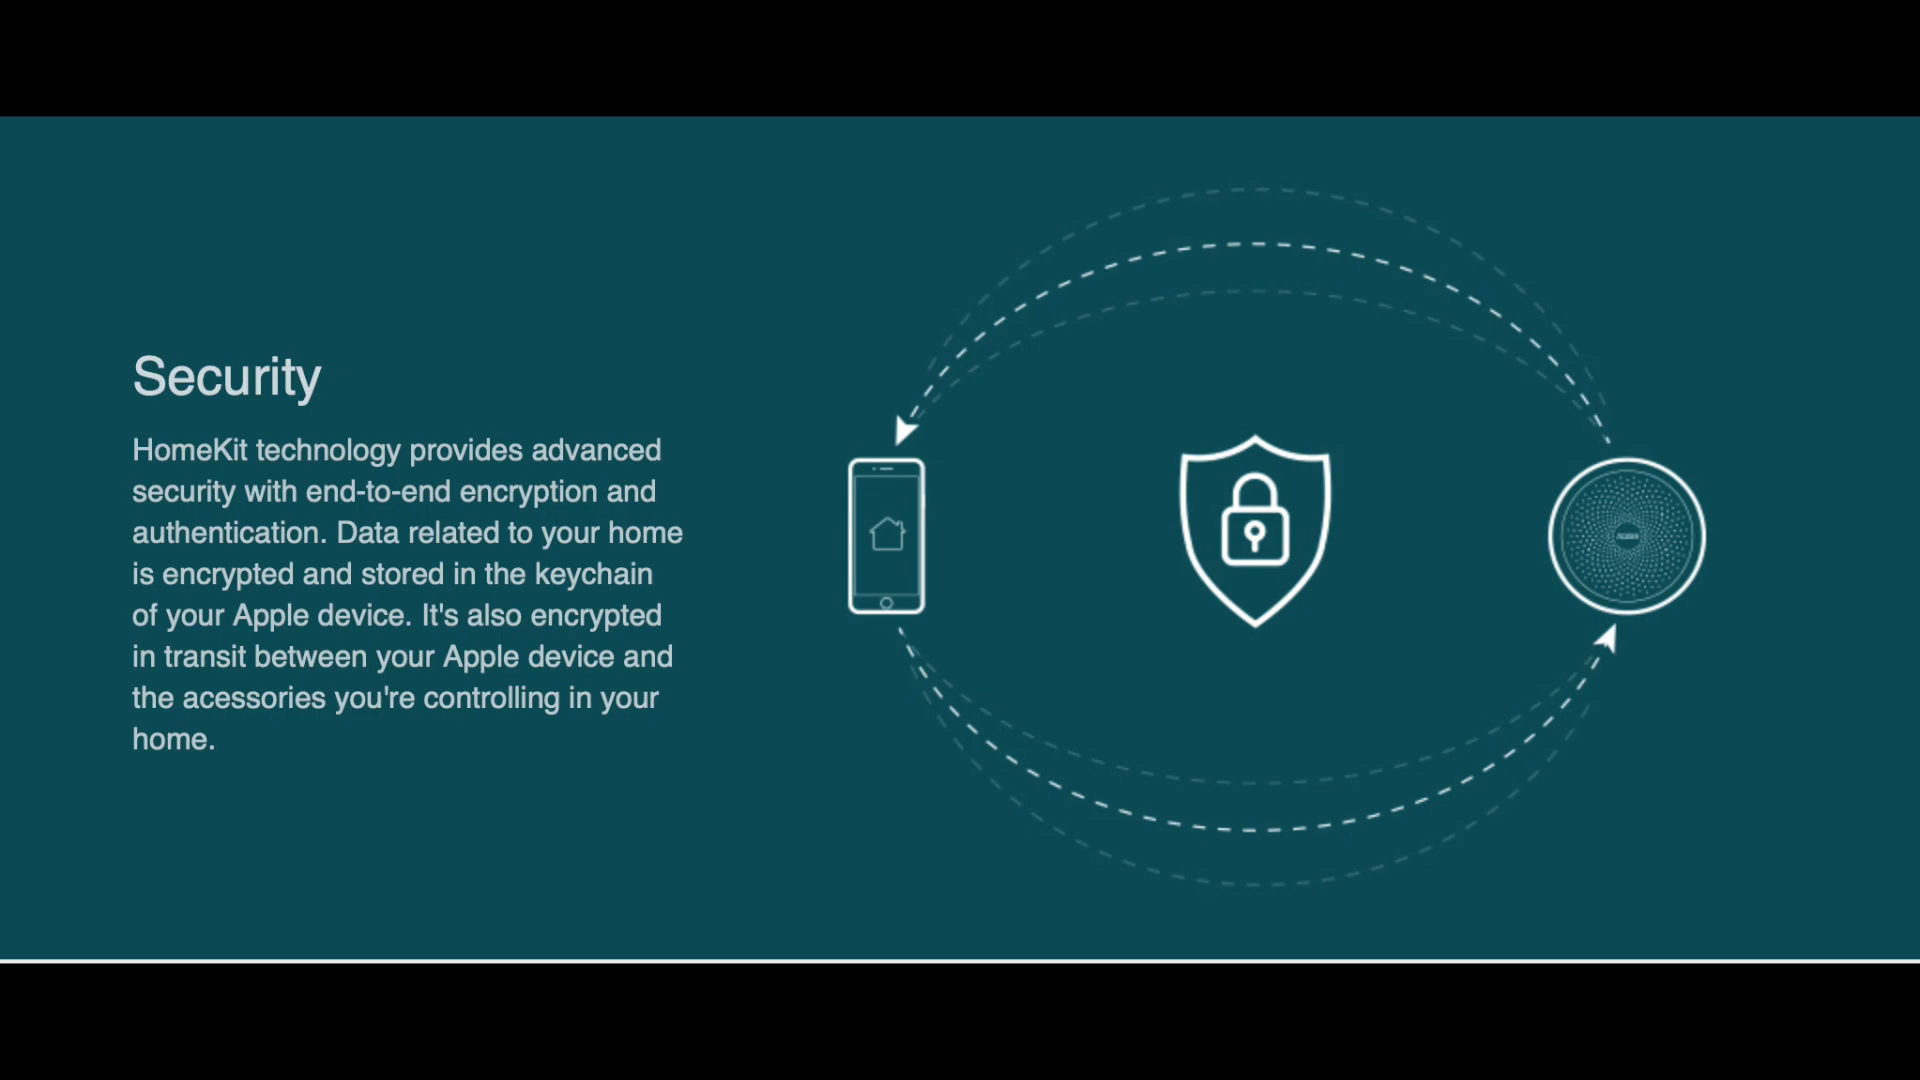 Security
HomeKit technology provides advanced
security with end-to-end encryption and
authentication. Data related to your home
is encrypted and stored in the keychain
of your Apple device. It's also encrypted
in transit between your Apple device and
the acessories you're controlling in your
home.